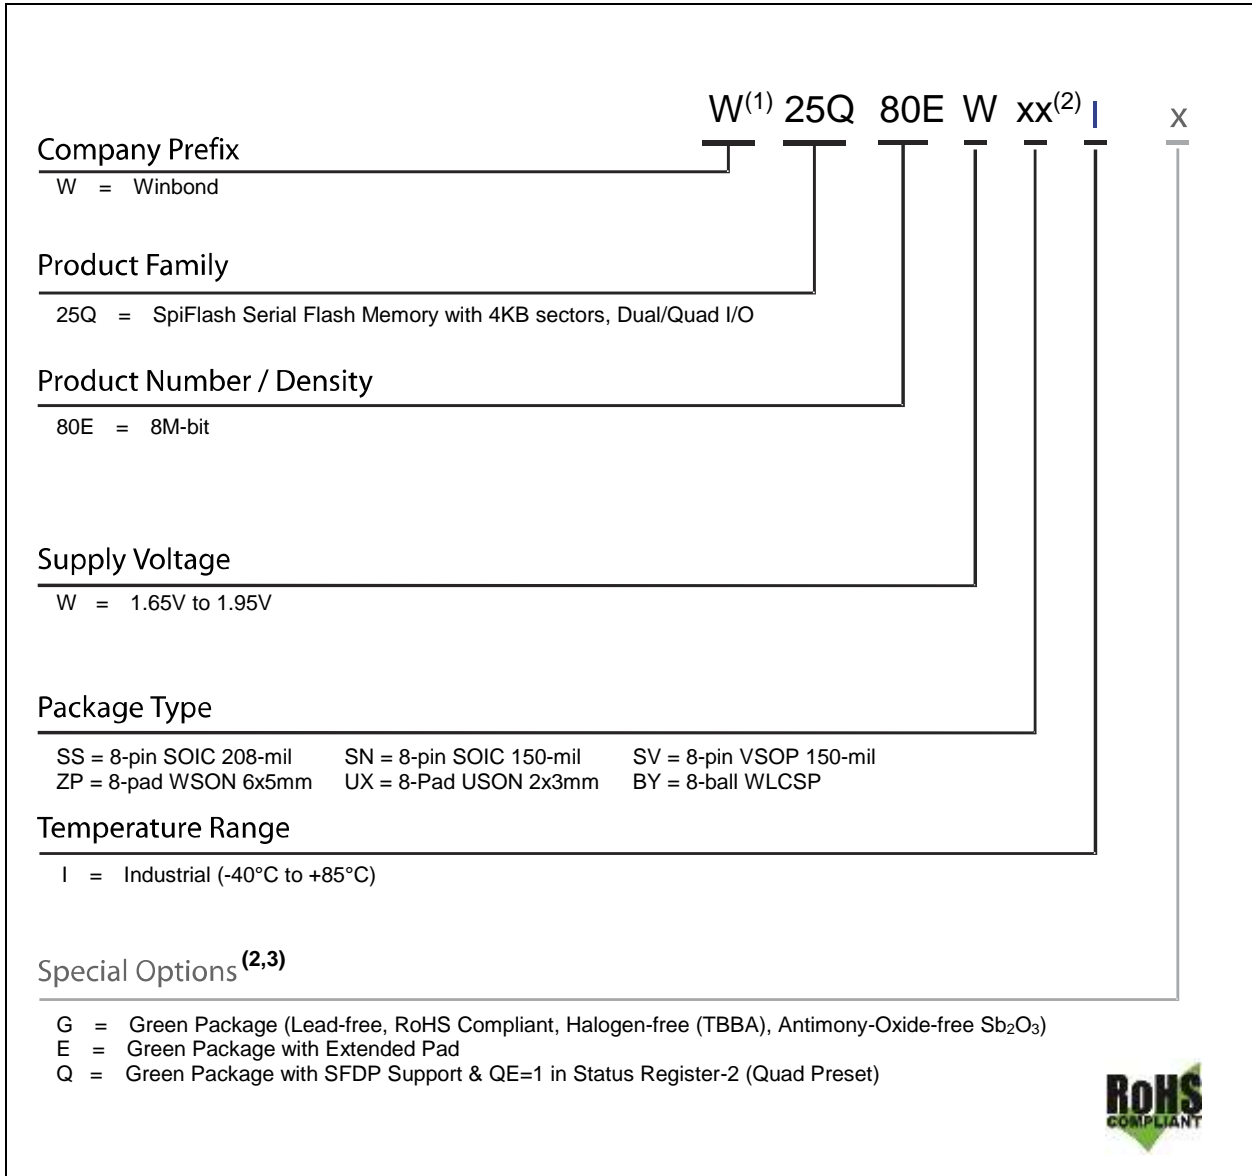 W(1) 25Q 80E W xx(2) I x
Company Prefix
W = Winbond
Product Family
25Q = SpiFlash Serial Flash Memory with 4KB sectors, Dual/Quad I/O
Product Number / Density
80E = 8M-bit
Supply Voltage
W = 1.65V to 1.95V
Package Type
SS = 8-pin SOIC 208-mil SN = 8-pin SOIC 150-mil SV = 8-pin VSOP 150-mil
ZP = 8-pad WSON 6x5mm UX = 8-Pad USON 2x3mm BY = 8-ball WLCSP
Temperature Range
I = Industrial (-40°C to +85°C)
Special Options (2,3)
G = Green Package (Lead-free, RoHS Compliant, Halogen-free (TBBA), Antimony-Oxide-free Sb₂O₃)
E = Green Package with Extended Pad
Q = Green Package with SFDP Support & QE=1 in Status Register-2 (Quad Preset)
RoHS
COMPLIANT